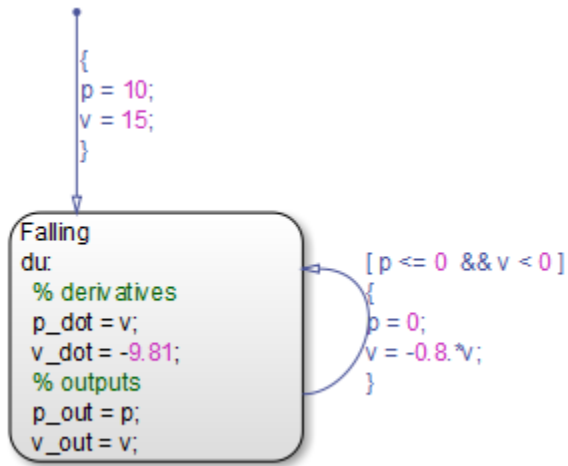 {
p = 10;
v = 15;
}
Falling
du:
% derivatives
p_dot = v;
v_dot = -9.81;
% outputs
p_out = p;
v_out = v;
[ p <= 0 && v < 0 ]
{
p = 0;
v = -0.8.*v;
}